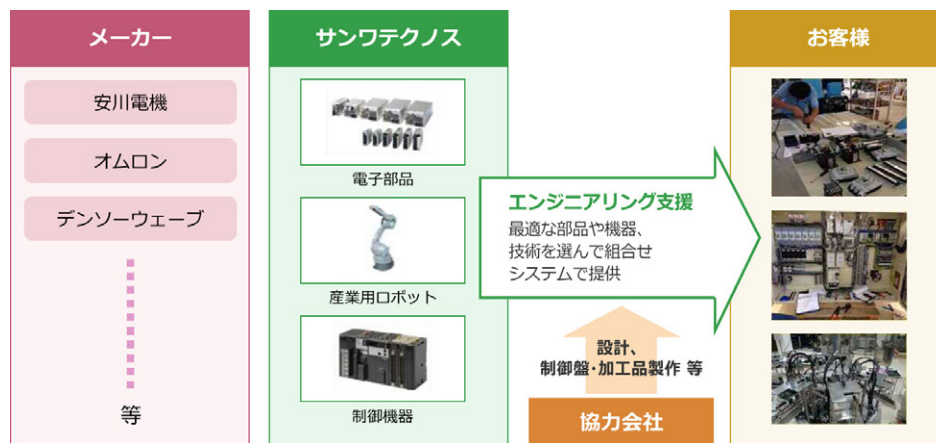 メーカー
安川電機
オムロン
デンソーウェーブ
等
サンワテクノス
電子部品
産業用ロボット
制御機器
エンジニアリング支援
最適な部品や機器、
技術を選んで組合せ
システムで提供
設計、
制御盤・加工品製作 等
協力会社
お客様